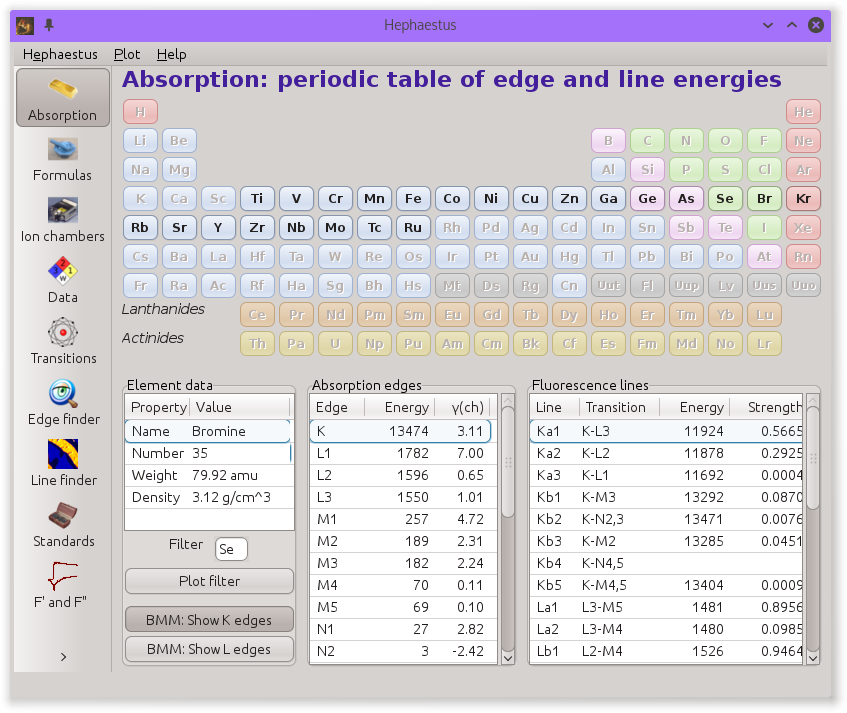 Hephaestus
Hephaestus Plot Help
Absorption
Formulas
Ion chambers
Data
Transitions
Edge finder
Line finder
Standards
F' and F"
Absorption: periodic table of edge and line energies
H He
Li Be B C N O F Ne
Na Mg Al Si P S Cl Ar
K Ca Sc Ti V Cr Mn Fe Co Ni Cu Zn Ga Ge As Se Br Kr
Rb Sr Y Zr Nb Mo Tc Ru Rh Pd Ag Cd In Sn Sb Te I Xe
Cs Ba La Hf Ta W Re Os Ir Pt Au Hg Tl Pb Bi Po At Rn
Fr Ra Ac Rf Ha Sg Bh Hs Mt Ds Rg Cn Uut Fl Uup Lv Uus Uuo
Lanthanides Ce Pr Nd Pm Sm Eu Gd Tb Dy Ho Er Tm Yb Lu
Actinides Th Pa U Np Pu Am Cm Bk Cf Es Fm Md No Lr
Element data
Property Value
Name Bromine
Number 35
Weight 79.92 amu
Density 3.12 g/cm^3
Filter Se
Plot filter
BMM: Show K edges
BMM: Show L edges
Absorption edges
Edge Energy γ(ch)
K 13474 3.11
L1 1782 7.00
L2 1596 0.65
L3 1550 1.01
M1 257 4.72
M2 189 2.31
M3 182 2.24
M4 70 0.11
M5 69 0.10
N1 27 2.82
N2 3 -2.42
Fluorescence lines
Line Transition Energy Strength
Ka1 K-L3 11924 0.5665
Ka2 K-L2 11878 0.2925
Ka3 K-L1 11692 0.0004
Kb1 K-M3 13292 0.0870
Kb2 K-N2,3 13471 0.0076
Kb3 K-M2 13285 0.0451
Kb4 K-N4,5
Kb5 K-M4,5 13404 0.0009
La1 L3-M5 1481 0.8956
La2 L3-M4 1480 0.0985
Lb1 L2-M4 1526 0.9464